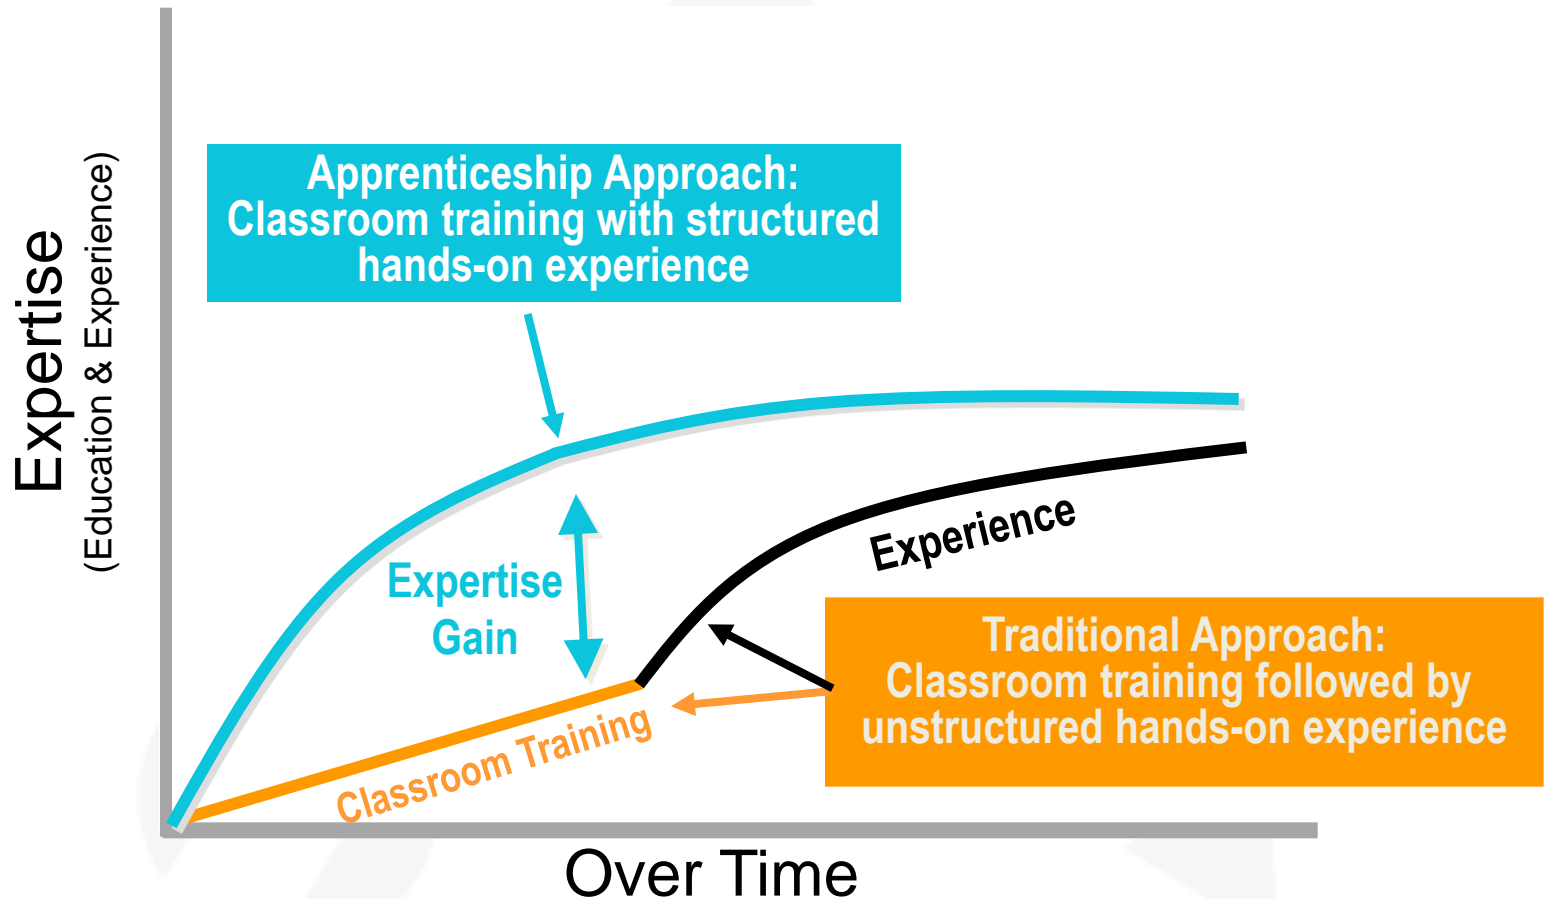 Expertise
(Education & Experience)
Apprenticeship Approach:
Classroom training with structured
hands-on experience
Expertise
Gain
Experience
Classroom Training
Traditional Approach:
Classroom training followed by
unstructured hands-on experience
Over Time